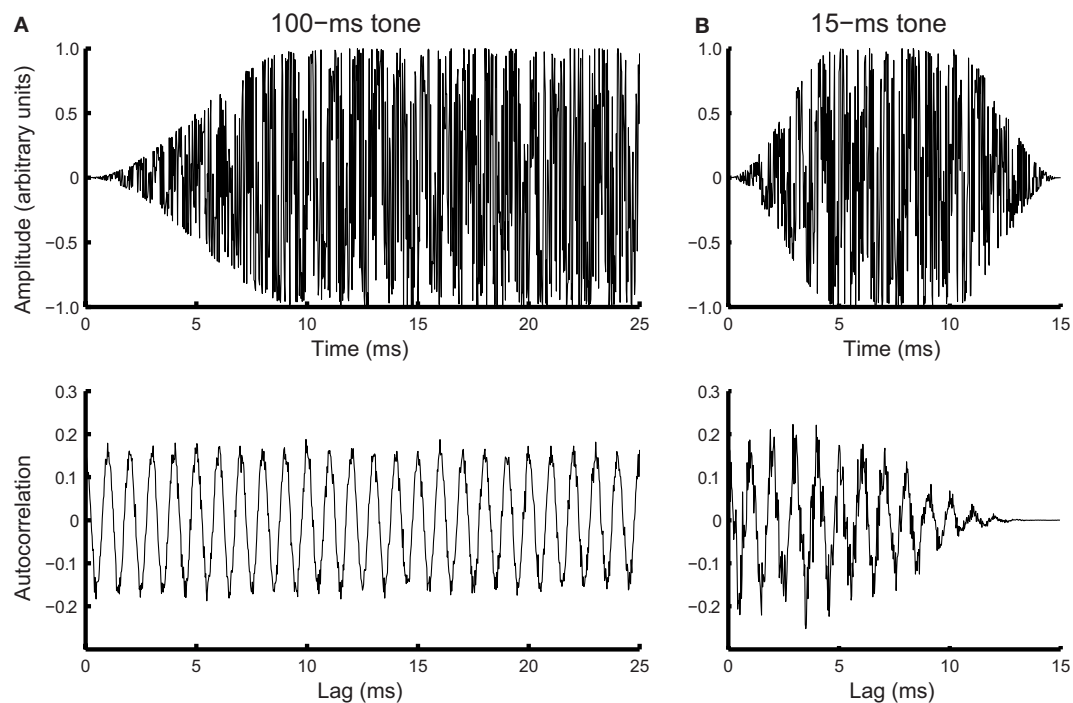 A
100−ms tone
1.0
0.5
0
−0.5
−1.0
Amplitude (arbitrary units)
0 5 10 15 20 25
Time (ms)
B
15−ms tone
1.0
0.5
0
−0.5
−1.0
0 5 10 15
Time (ms)
0.3
0.2
0.1
0
−0.1
−0.2
Autocorrelation
0 5 10 15 20 25
Lag (ms)
0.3
0.2
0.1
0
−0.1
−0.2
0 5 10 15
Lag (ms)